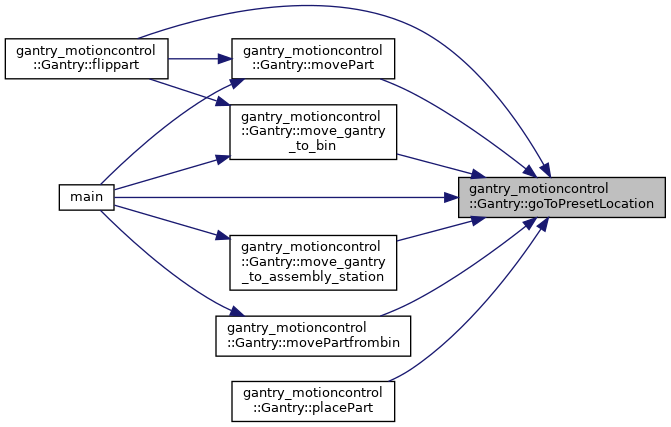 gantry_motioncontrol
::Gantry::flippart
gantry_motioncontrol
::Gantry::movePart
gantry_motioncontrol
::Gantry::move_gantry
_to_bin
main
gantry_motioncontrol
::Gantry::goToPresetLocation
gantry_motioncontrol
::Gantry::move_gantry
_to_assembly_station
gantry_motioncontrol
::Gantry::movePartfrombin
gantry_motioncontrol
::Gantry::placePart